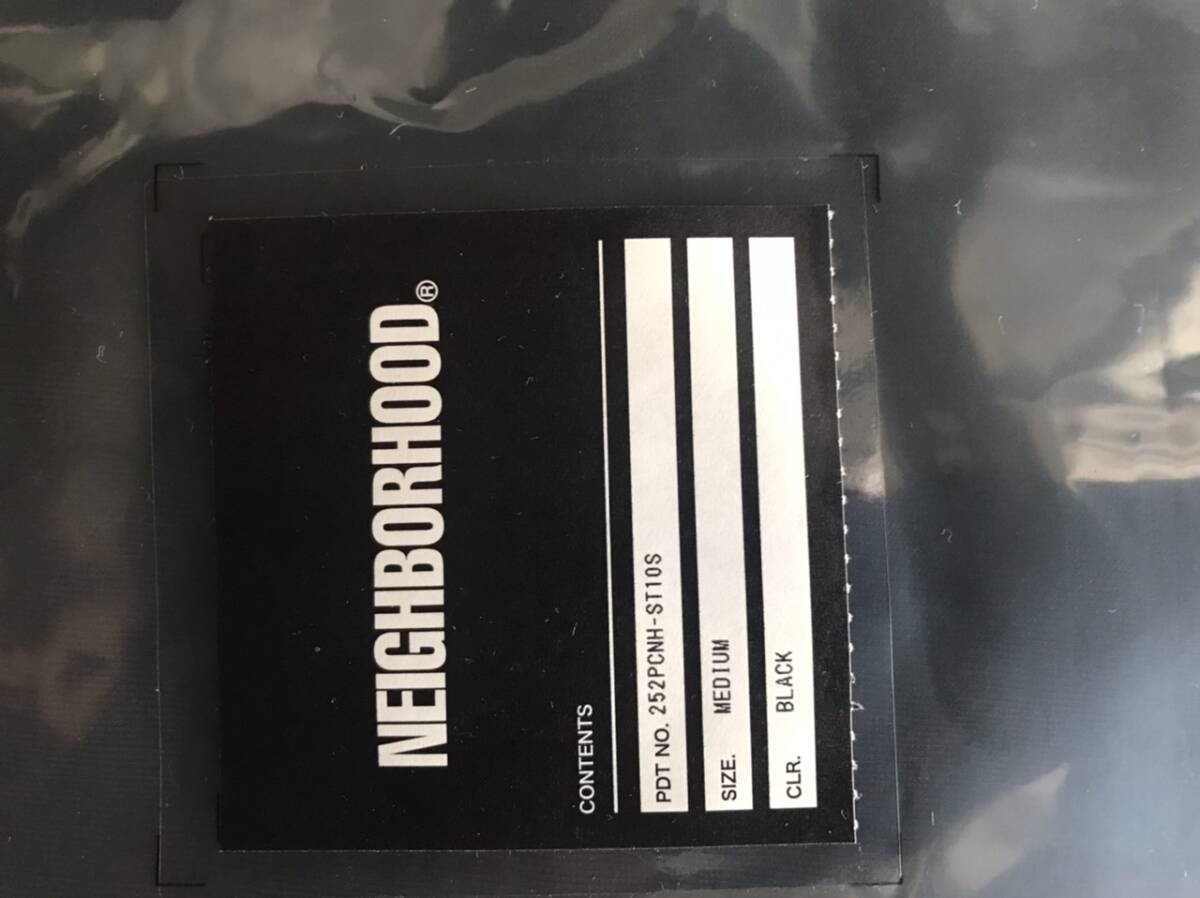 NEIGHBORHOOD®
CONTENTS
PDT NO. 252PCNH-ST10S
SIZE. MEDIUM
CLR. BLACK